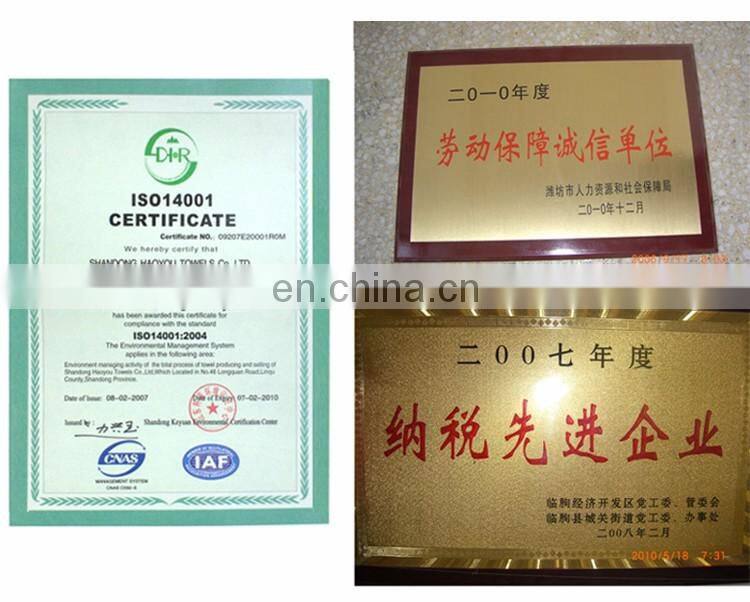 DHR
ISO14001
CERTIFICATE
Certificate NO.: 09207E20001R0M
We hereby certify that
SHANDONG HAOYOU TOWELS Co.,LTD
has been awarded this certificate for
compliance with the standard
ISO14001:2004
The Environmental Management System
applies in the following area:
Environment managing activity of the total process of towel producing and selling of
Shandong Haoyou Towels Co.,Ltd,Which Located in No.46 Longquan Road,Linqu
County,Shandong Province.
Date of Issue: 08-02-2007 Date of Expiry: 07-02-2010
Issued by: Shandong Keyuan Environmental Certification Center
CNAS
IAF
MANAGEMENT SYSTEM
二0一0年度
劳动保障诚信单位
潍坊市人力资源和社会保障局
二0一0年十二月
en.china.cn
二00七年度
纳税先进企业
临朐经济开发区党工委、管委会
临朐县城关街道党工委、办事处
二00八年二月
2010/5/18 7:31